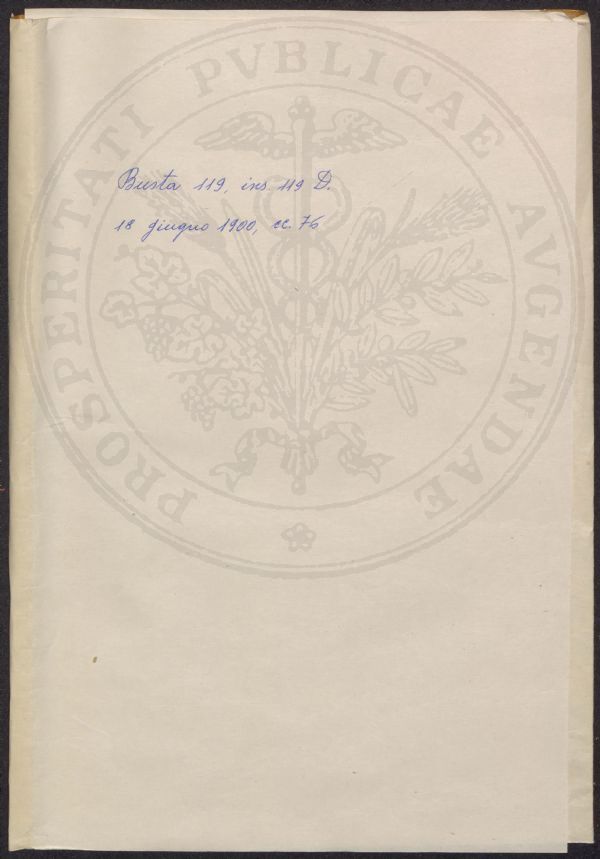 PROSPERITATI PVBLICAE AVGENDAE
Busta 119, ins. 119 D.
18 giugno 1900, cc. 76